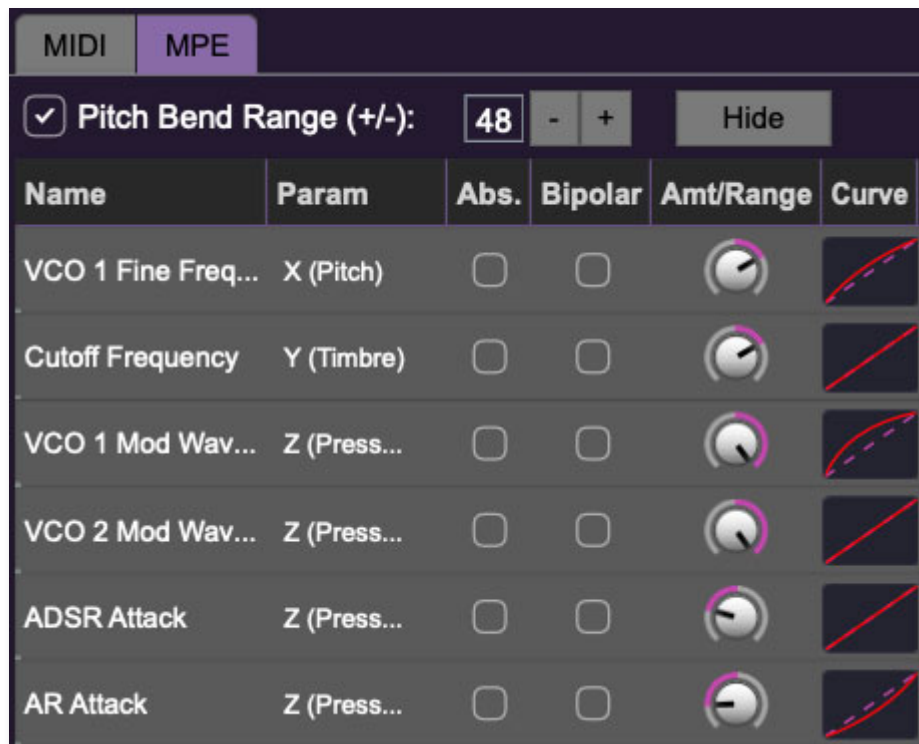 MIDI MPE
Pitch Bend Range (+/-): 48 - + Hide
Name Param Abs. Bipolar Amt/Range Curve
VCO 1 Fine Freq... X (Pitch)
Cutoff Frequency Y (Timbre)
VCO 1 Mod Wav... Z (Press...
VCO 2 Mod Wav... Z (Press...
ADSR Attack Z (Press...
AR Attack Z (Press...